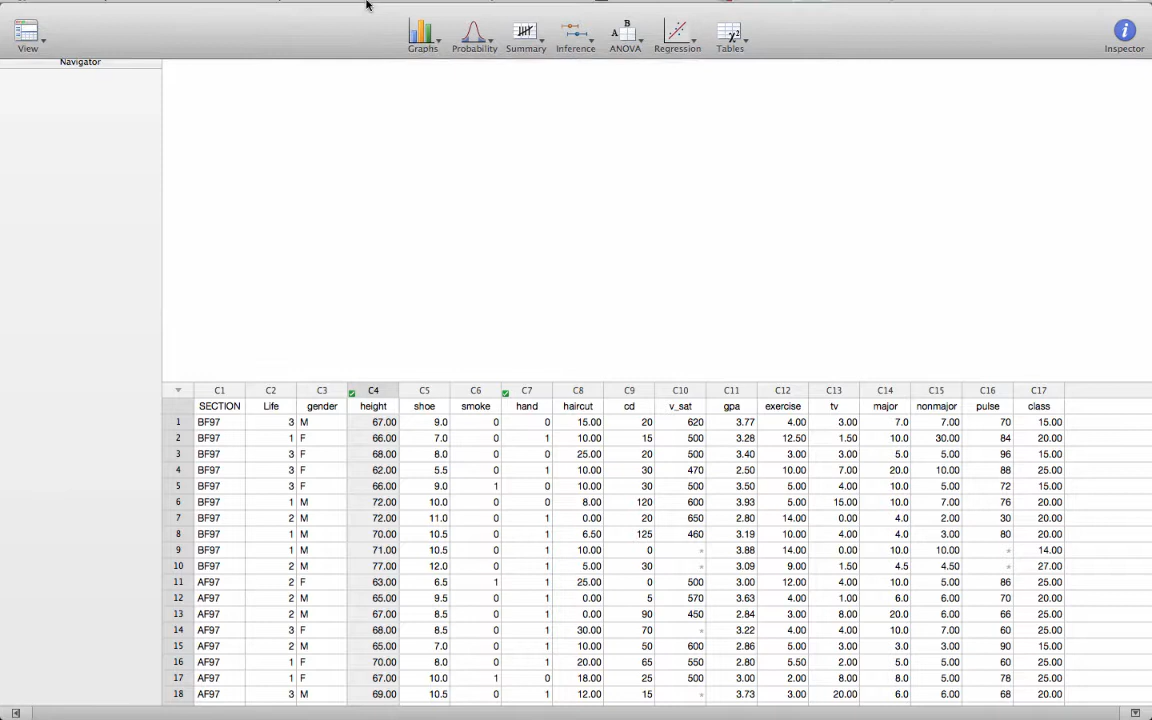 View Graphs Probability Summary Inference ANOVA Regression Tables Inspector
Navigator
C1 C2 C3 C4 C5 C6 C7 C8 C9 C10 C11 C12 C13 C14 C15 C16 C17
SECTION Life gender height shoe smoke hand haircut cd v_sat gpa exercise tv major nonmajor pulse class
1 BF97 3 M 67.00 9.0 0 0 15.00 20 620 3.77 4.00 3.00 7.0 7.00 70 15.00
2 BF97 1 F 66.00 7.0 0 1 10.00 15 500 3.28 12.50 1.50 10.0 30.00 84 20.00
3 BF97 3 F 68.00 8.0 0 0 25.00 20 500 3.40 3.00 3.00 5.0 5.00 96 15.00
4 BF97 3 F 62.00 5.5 0 1 10.00 30 470 2.50 10.00 7.00 20.0 10.00 88 25.00
5 BF97 3 F 66.00 9.0 1 0 10.00 30 500 3.50 5.00 4.00 10.0 5.00 72 15.00
6 BF97 1 M 72.00 10.0 0 0 8.00 120 600 3.93 5.00 15.00 10.0 7.00 76 20.00
7 BF97 2 M 72.00 11.0 0 1 0.00 20 650 2.80 14.00 0.00 4.0 2.00 30 20.00
8 BF97 1 M 70.00 10.5 0 1 6.50 125 460 3.19 10.00 4.00 4.0 3.00 80 20.00
9 BF97 1 M 71.00 10.5 0 1 10.00 0 * 3.88 14.00 0.00 10.0 10.00 * 14.00
10 BF97 2 M 77.00 12.0 0 1 5.00 30 * 3.09 9.00 1.50 4.5 4.50 * 27.00
11 AF97 2 F 63.00 6.5 1 1 25.00 0 500 3.00 12.00 4.00 10.0 5.00 86 25.00
12 AF97 2 M 65.00 9.5 0 1 0.00 5 570 3.63 4.00 1.00 6.0 6.00 70 20.00
13 AF97 2 M 67.00 8.5 0 1 0.00 90 450 2.84 3.00 8.00 20.0 6.00 66 25.00
14 AF97 3 F 68.00 8.5 0 1 30.00 70 * 3.22 4.00 4.00 10.0 7.00 60 25.00
15 AF97 2 M 65.00 7.0 0 1 10.00 50 600 2.86 5.00 3.00 3.0 3.00 90 15.00
16 AF97 1 F 70.00 8.0 0 1 20.00 65 550 2.80 5.50 2.00 5.0 5.00 60 25.00
17 AF97 1 F 67.00 10.0 1 0 18.00 25 500 3.00 2.00 8.00 8.0 5.00 78 25.00
18 AF97 3 M 69.00 10.5 0 1 12.00 15 * 3.73 3.00 20.00 6.0 6.00 68 20.00